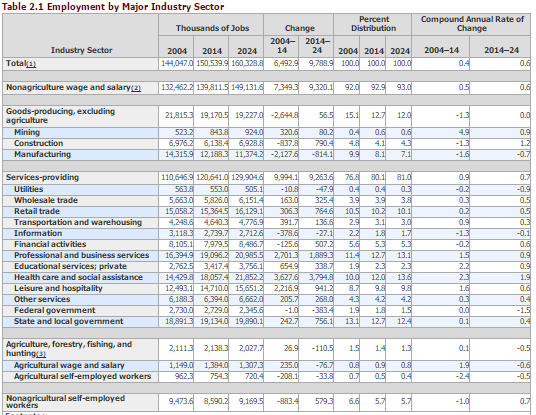 Table 2.1 Employment by Major Industry Sector
Thousands of Jobs Change Percent Distribution Compound Annual Rate of Change
Industry Sector 2004 2014 2024 2004–14 2014–24 2004 2014 2024 2004–14 2014–24
Total(1) 144,047.0 150,539.9 160,328.8 6,492.9 9,788.9 100.0 100.0 100.0 0.4 0.6
Nonagriculture wage and salary(2) 132,462.2 139,811.5 149,131.6 7,349.3 9,320.1 92.0 92.9 93.0 0.5 0.6
Goods-producing, excluding agriculture 21,815.3 19,170.5 19,227.0 -2,644.8 56.5 15.1 12.7 12.0 -1.3 0.0
Mining 523.2 843.8 924.0 320.6 80.2 0.4 0.6 0.6 4.9 0.9
Construction 6,976.2 6,138.4 6,928.8 -837.8 790.4 4.8 4.1 4.3 -1.3 1.2
Manufacturing 14,315.9 12,188.3 11,374.2 -2,127.6 -814.1 9.9 8.1 7.1 -1.6 -0.7
Services-providing 110,646.9 120,641.0 129,904.6 9,994.1 9,263.6 76.8 80.1 81.0 0.9 0.7
Utilities 563.8 553.0 505.1 -10.8 -47.9 0.4 0.4 0.3 -0.2 -0.9
Wholesale trade 5,663.0 5,826.0 6,151.4 163.0 325.4 3.9 3.9 3.8 0.3 0.5
Retail trade 15,058.2 15,364.5 16,129.1 306.3 764.6 10.5 10.2 10.1 0.2 0.5
Transportation and warehousing 4,248.6 4,640.3 4,776.9 391.7 136.6 2.9 3.1 3.0 0.9 0.3
Information 3,118.3 2,739.7 2,712.6 -378.6 -27.1 2.2 1.8 1.7 -1.3 -0.1
Financial activities 8,105.1 7,979.5 8,486.7 -125.6 507.2 5.6 5.3 5.3 -0.2 0.6
Professional and business services 16,394.9 19,096.2 20,985.5 2,701.3 1,889.3 11.4 12.7 13.1 1.5 0.9
Educational services; private 2,762.5 3,417.4 3,756.1 654.9 338.7 1.9 2.3 2.3 2.2 0.9
Health care and social assistance 14,429.8 18,057.4 21,852.2 3,627.6 3,794.8 10.0 12.0 13.6 2.3 1.9
Leisure and hospitality 12,493.1 14,710.0 15,651.2 2,216.9 941.2 8.7 9.8 9.8 1.6 0.6
Other services 6,188.3 6,394.0 6,662.0 205.7 268.0 4.3 4.2 4.2 0.3 0.4
Federal government 2,730.0 2,729.0 2,345.6 -1.0 -383.4 1.9 1.8 1.5 0.0 -1.5
State and local government 18,891.3 19,134.0 19,890.1 242.7 756.1 13.1 12.7 12.4 0.1 0.4
Agriculture, forestry, fishing, and hunting(3) 2,111.3 2,138.3 2,027.7 26.9 -110.5 1.5 1.4 1.3 0.1 -0.5
Agricultural wage and salary 1,149.0 1,384.0 1,307.3 235.0 -76.7 0.8 0.9 0.8 1.9 -0.6
Agricultural self-employed workers 962.3 754.3 720.4 -208.1 -33.8 0.7 0.5 0.4 -2.4 -0.5
Nonagricultural self-employed workers 9,473.6 8,590.2 9,169.5 -883.4 579.3 6.6 5.7 5.7 -1.0 0.7